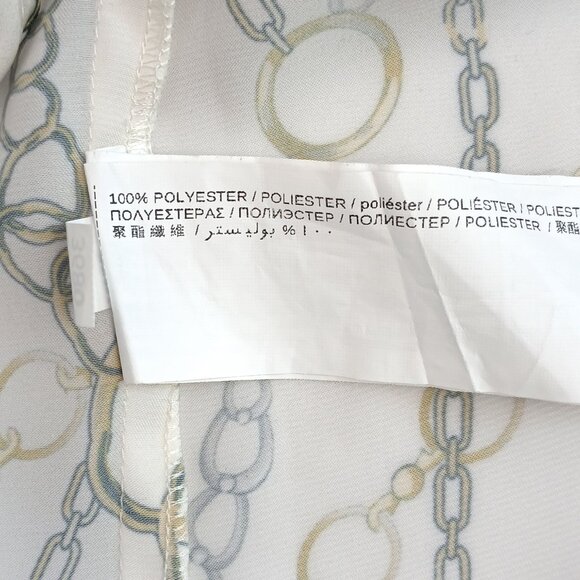 100% POLYESTER / POLIESTER / poliéster / POLIÉSTER / POLIEST
ΠΟΛΥΕΣΤΕΡΑΣ / ПОЛИЭСТЕР / ПОЛИЕСТЕР / POLIESTER / 聚酯
聚酯纖維 / بوليستر %١٠٠